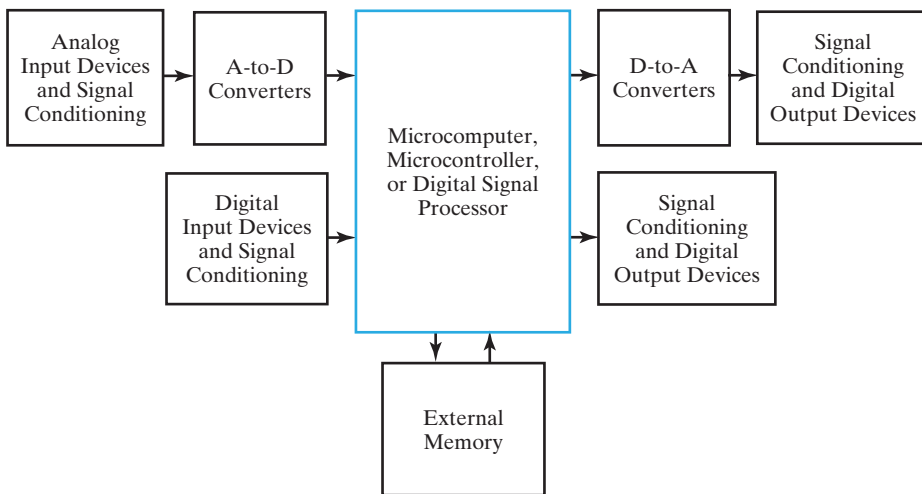 Analog
Input Devices
and Signal
Conditioning
A-to-D
Converters
Microcomputer,
Microcontroller,
or Digital Signal
Processor
D-to-A
Converters
Signal
Conditioning
and Digital
Output Devices
Digital
Input Devices
and Signal
Conditioning
Signal
Conditioning
and Digital
Output Devices
External
Memory